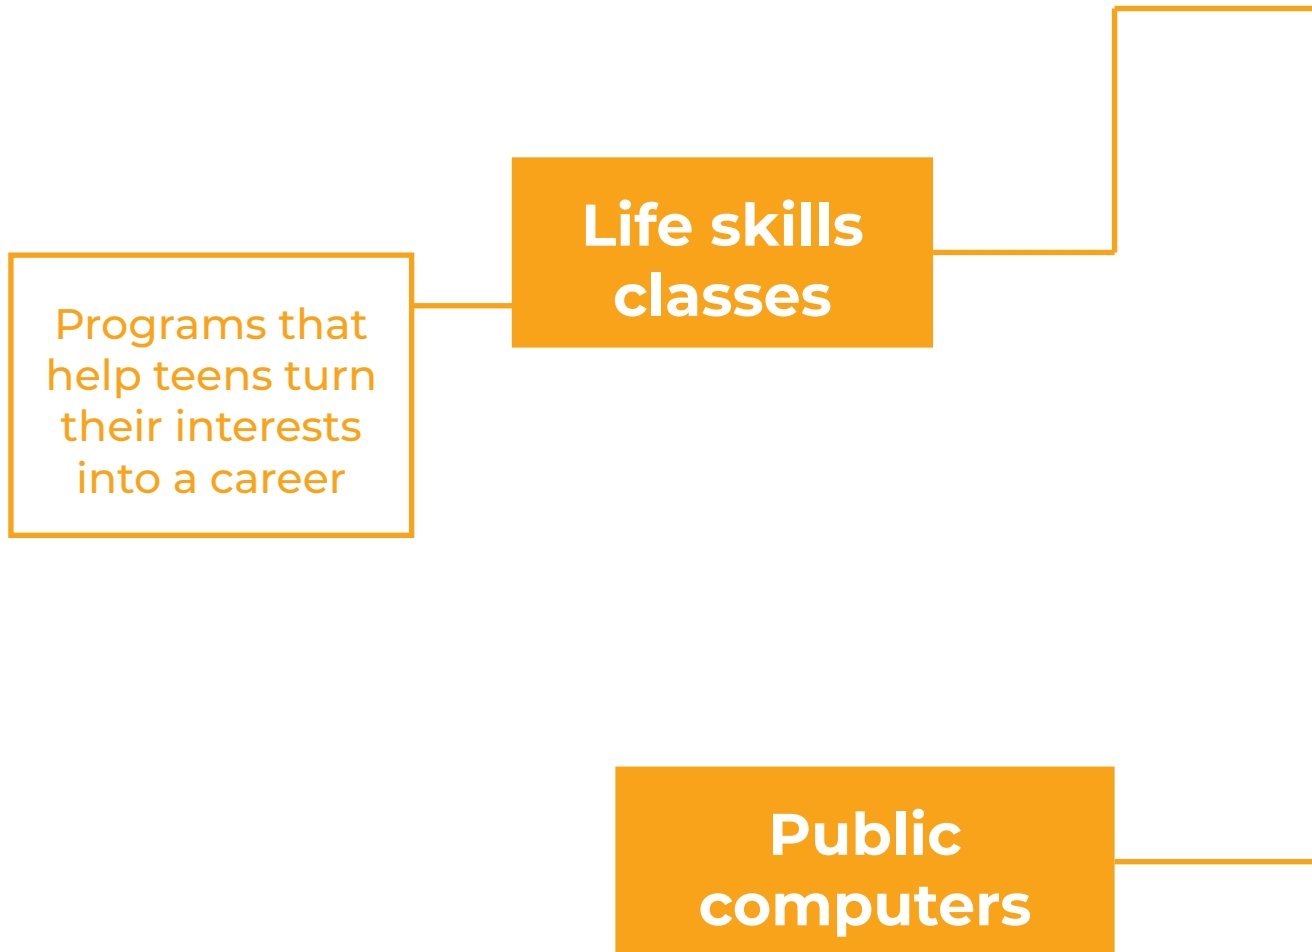 Life skills
classes
Programs that
help teens turn
their interests
into a career
Public
computers